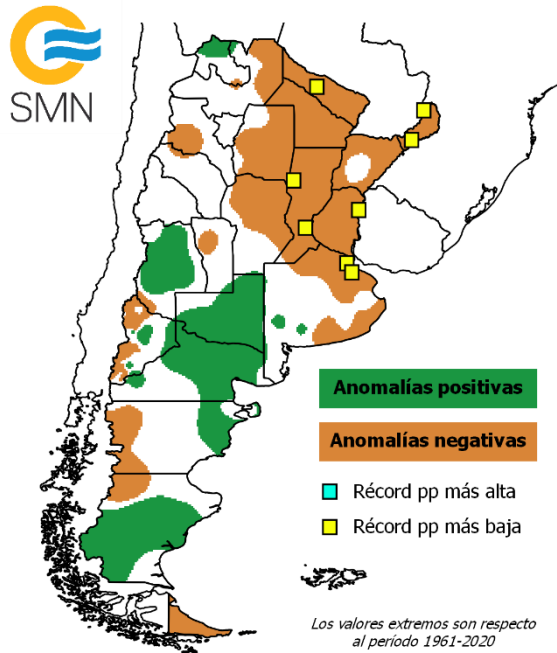 SMN
Anomalías positivas
Anomalías negativas
Récord pp más alta
Récord pp más baja
Los valores extremos son respecto
al período 1961-2020